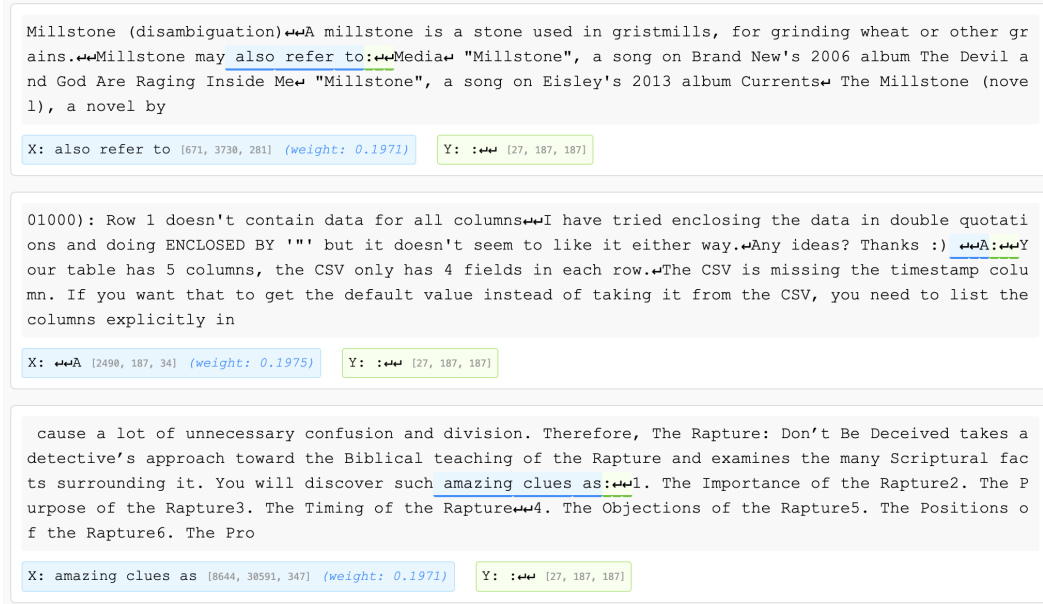 Millstone (disambiguation)↵↵A millstone is a stone used in gristmills, for grinding wheat or other gr
ains.↵↵Millstone may also refer to:↵↵Media↵ "Millstone", a song on Brand New's 2006 album The Devil a
nd God Are Raging Inside Me↵ "Millstone", a song on Eisley's 2013 album Currents↵ The Millstone (nove
l), a novel by
X: also refer to [671, 3730, 281] (weight: 0.1971) Y: :↵↵ [27, 187, 187]
01000): Row 1 doesn't contain data for all columns↵↵I have tried enclosing the data in double quotati
ons and doing ENCLOSED BY '"' but it doesn't seem to like it either way.↵Any ideas? Thanks :) ↵↵A:↵↵Y
our table has 5 columns, the CSV only has 4 fields in each row.↵The CSV is missing the timestamp colu
mn. If you want that to get the default value instead of taking it from the CSV, you need to list the
columns explicitly in
X: ↵↵A [2490, 187, 34] (weight: 0.1975) Y: :↵↵ [27, 187, 187]
cause a lot of unnecessary confusion and division. Therefore, The Rapture: Don’t Be Deceived takes a
detective’s approach toward the Biblical teaching of the Rapture and examines the many Scriptural fac
ts surrounding it. You will discover such amazing clues as:↵↵1. The Importance of the Rapture2. The P
urpose of the Rapture3. The Timing of the Rapture↵↵4. The Objections of the Rapture5. The Positions o
f the Rapture6. The Pro
X: amazing clues as [8644, 30591, 347] (weight: 0.1971) Y: :↵↵ [27, 187, 187]